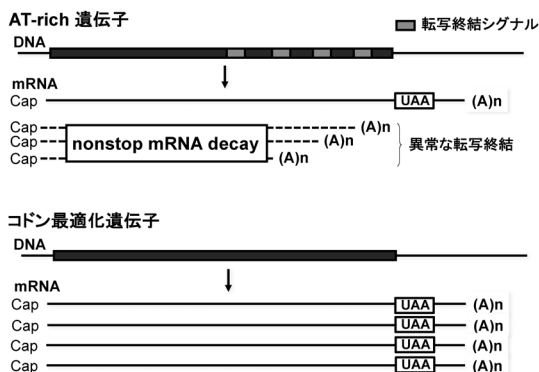 AT-rich 遺伝子
転写終結シグナル
DNA
mRNA
Cap UAA (A)n
Cap (A)n
Cap nonstop mRNA decay (A)n 異常な転写終結
Cap (A)n
コドン最適化遺伝子
DNA
mRNA
Cap UAA (A)n
Cap UAA (A)n
Cap UAA (A)n
Cap UAA (A)n